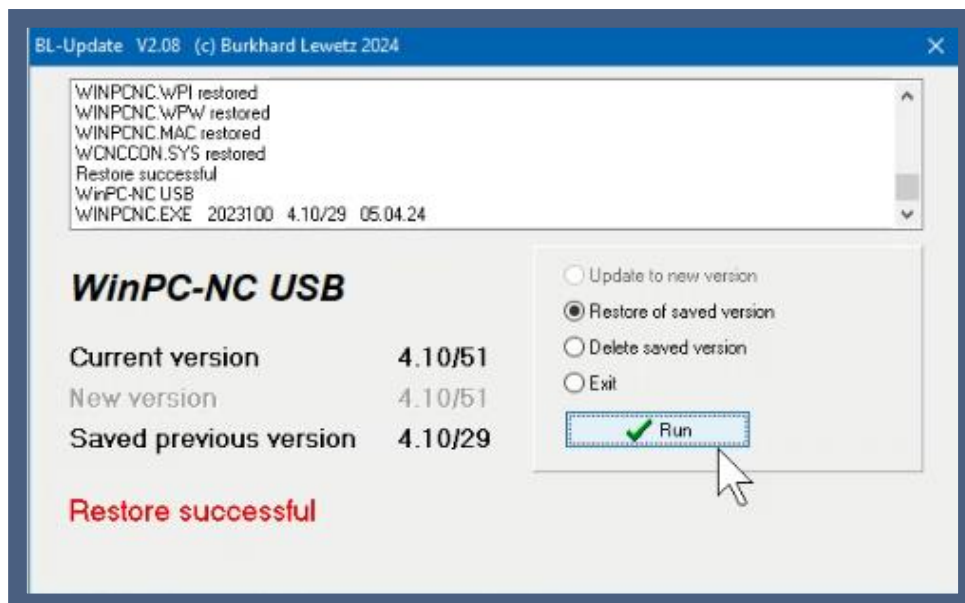 BL-Update V2.08 (c) Burkhard Lewetz 2024
WINPCNC.WPI restored
WINPCNC.WPW restored
WINPCNC.MAC restored
WCNCCON.SYS restored
Restore successful
WinPC-NC USB
WINPCNC.EXE 2023100 4.10/29 05.04.24
WinPC-NC USB
Current version 4.10/51
New version 4.10/51
Saved previous version 4.10/29
Restore successful
Update to new version
Restore of saved version
Delete saved version
Exit
Run